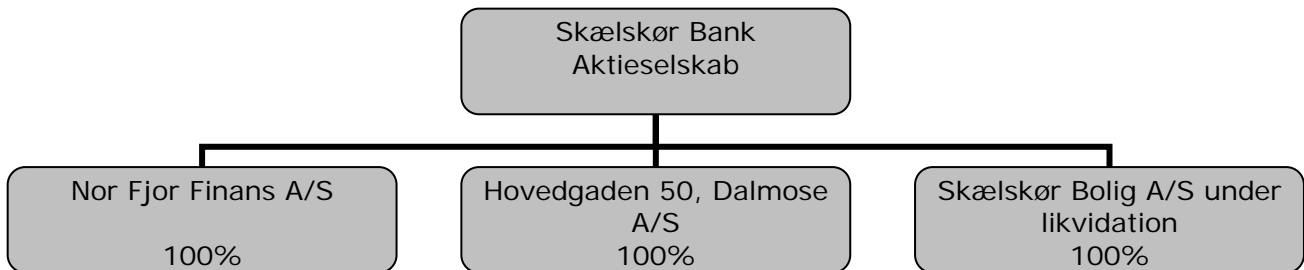 Skælskør Bank
Aktieselskab
Nor Fjor Finans A/S
100%
Hovedgaden 50, Dalmose
A/S
100%
Skælskør Bolig A/S under
likvidation
100%